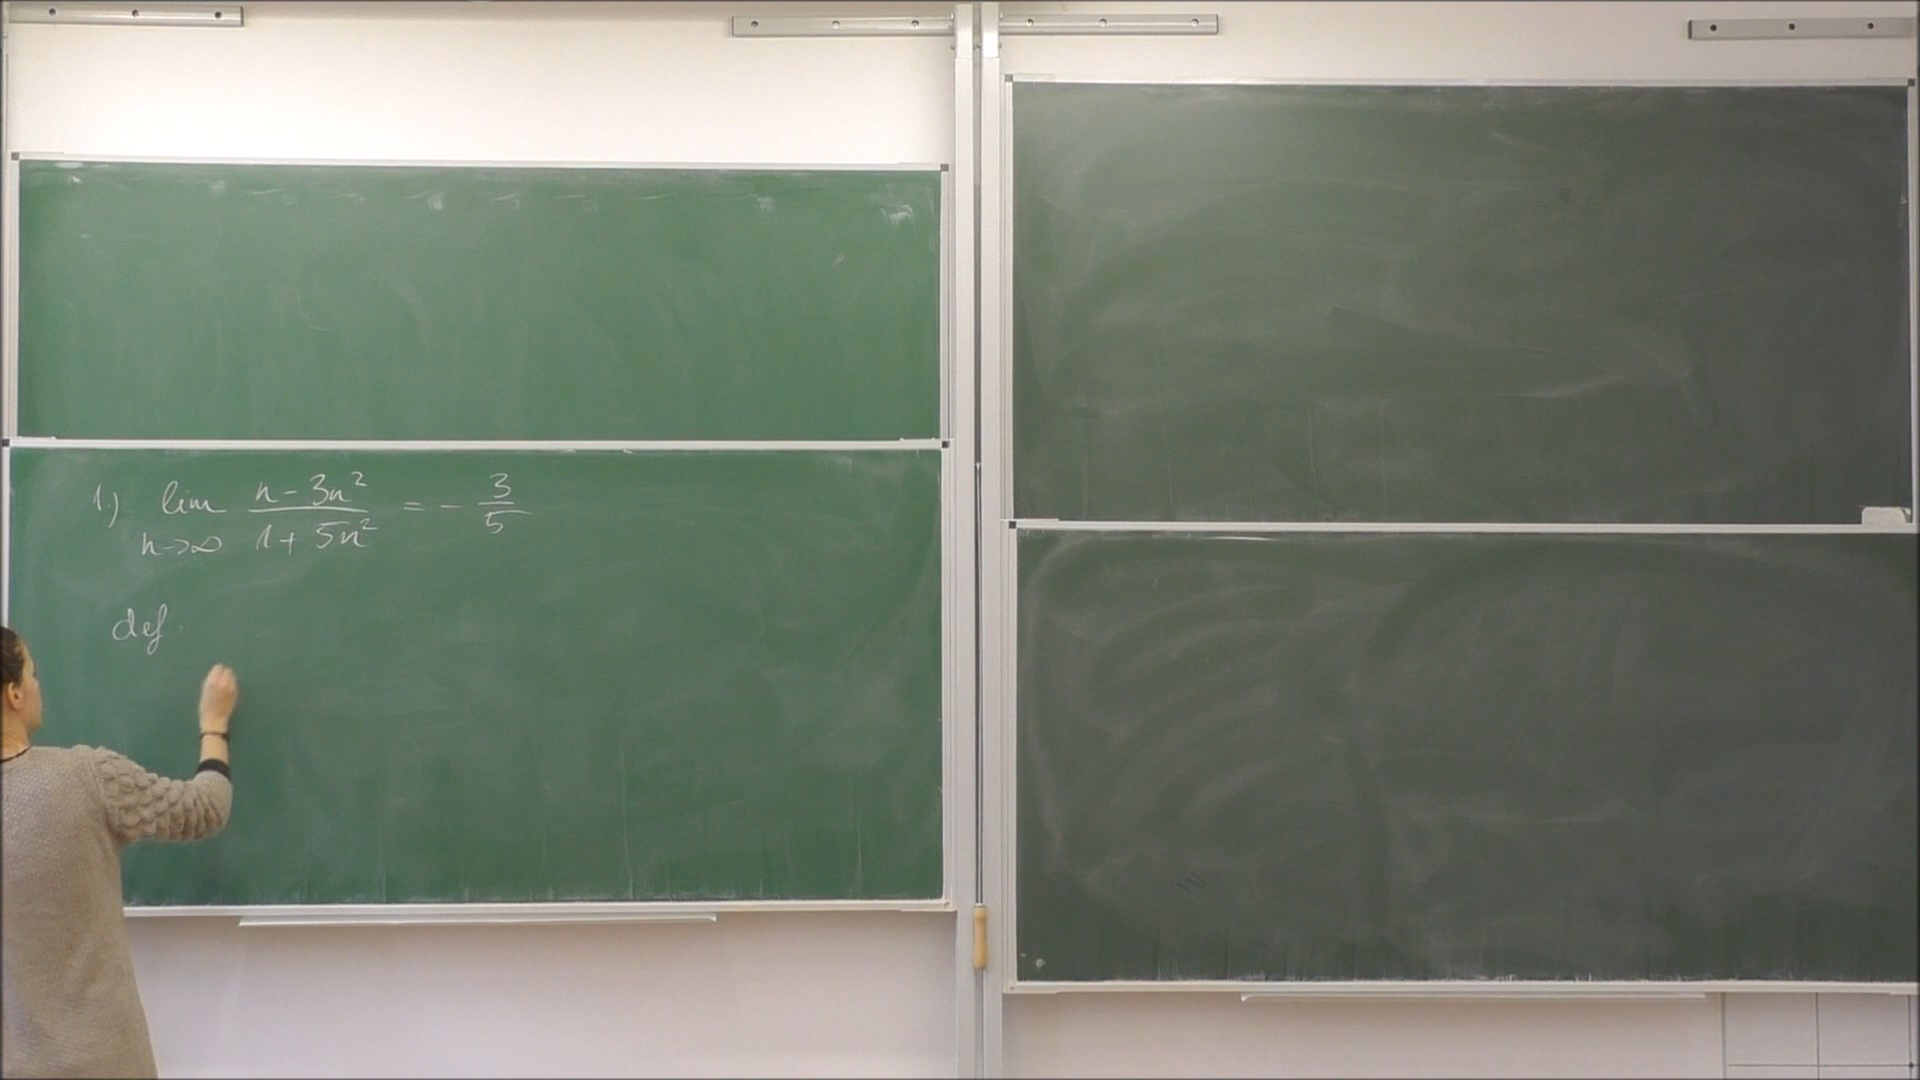 1.) lim n→∞ (n - 3n²)/(1 + 5n²) = - 3/5
def